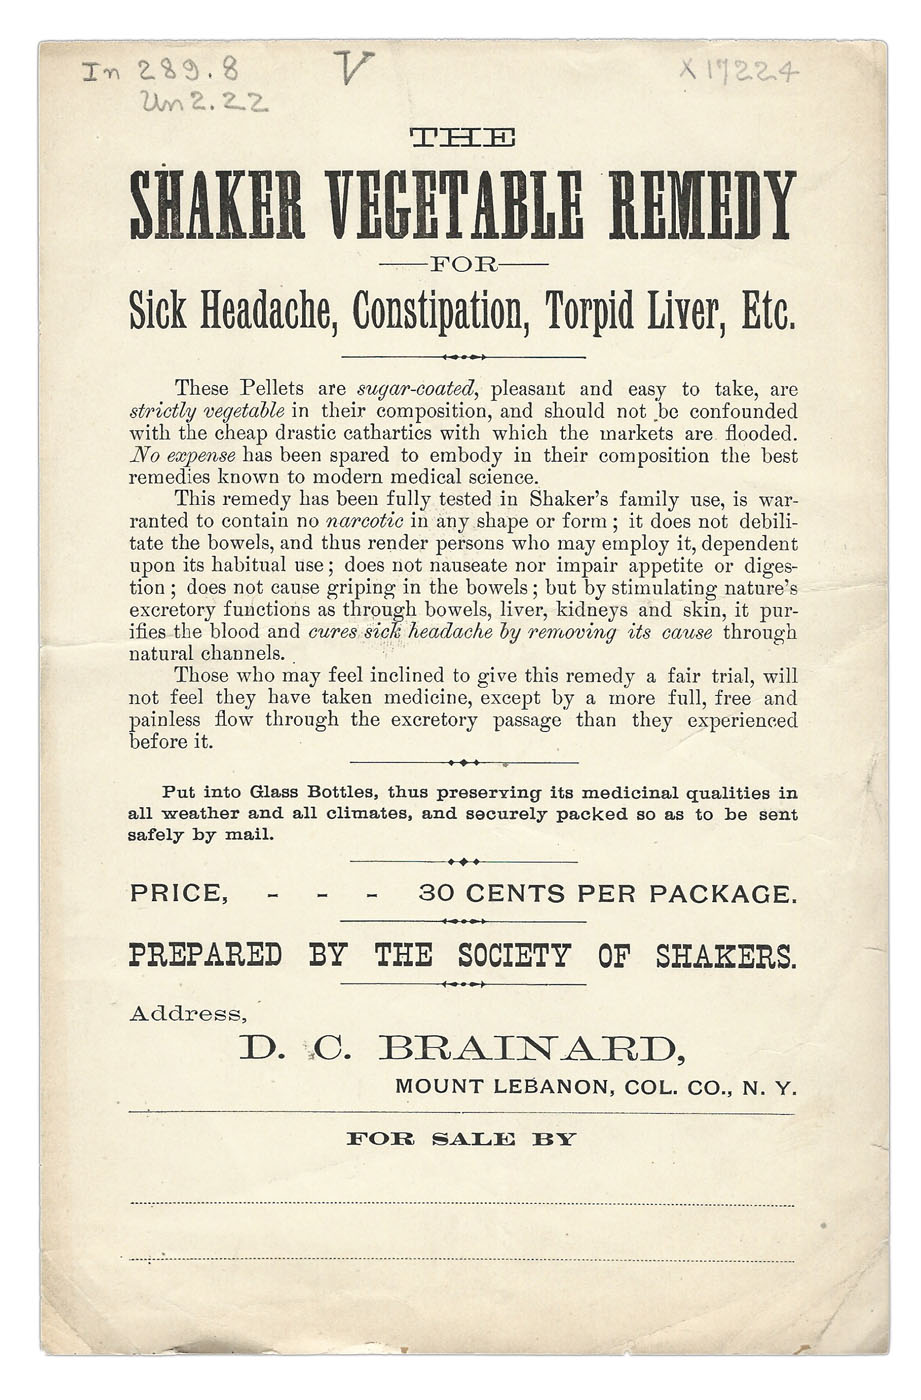 In 289.8 V X 17224
Un2.22
THE
SHAKER VEGETABLE REMEDY
FOR
Sick Headache, Constipation, Torpid Liver, Etc.
These Pellets are sugar-coated, pleasant and easy to take, are
strictly vegetable in their composition, and should not be confounded
with the cheap drastic cathartics with which the markets are flooded.
No expense has been spared to embody in their composition the best
remedies known to modern medical science.
This remedy has been fully tested in Shaker's family use, is war-
ranted to contain no narcotic in any shape or form; it does not debili-
tate the bowels, and thus render persons who may employ it, dependent
upon its habitual use; does not nauseate nor impair appetite or diges-
tion; does not cause griping in the bowels; but by stimulating nature's
excretory functions as through bowels, liver, kidneys and skin, it pur-
ifies the blood and cures sick headache by removing its cause through
natural channels.
Those who may feel inclined to give this remedy a fair trial, will
not feel they have taken medicine, except by a more full, free and
painless flow through the excretory passage than they experienced
before it.
Put into Glass Bottles, thus preserving its medicinal qualities in
all weather and all climates, and securely packed so as to be sent
safely by mail.
PRICE, - - - 30 CENTS PER PACKAGE.
PREPARED BY THE SOCIETY OF SHAKERS.
Address,
D. C. BRAINARD,
MOUNT LEBANON, COL. CO., N. Y.
FOR SALE BY